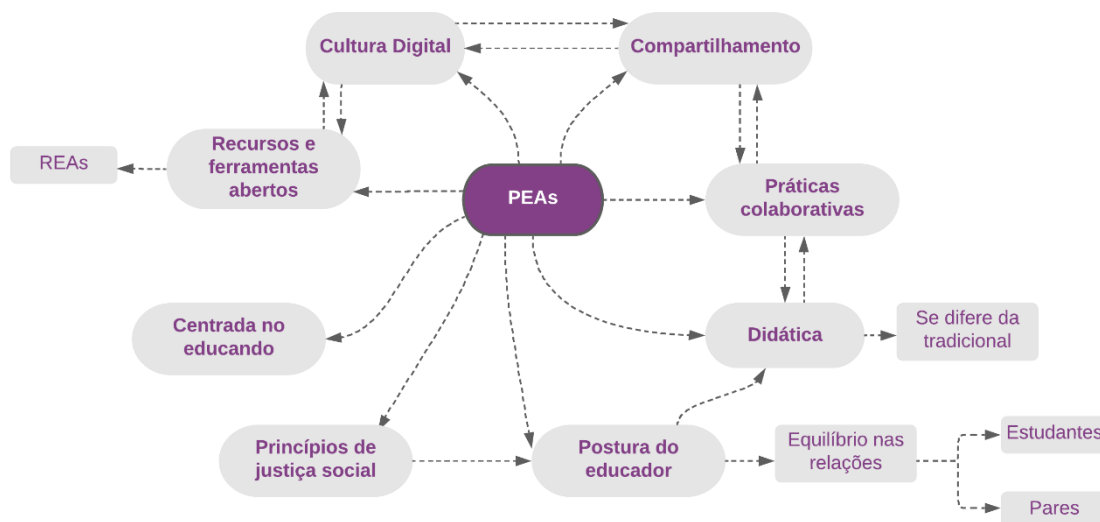 Cultura Digital
Compartilhamento
REAs
Recursos e
ferramentas
abertos
PEAs
Práticas
colaborativas
Centrada no
educando
Didática
Se difere da
tradicional
Princípios de
justiça social
Postura do
educador
Equilíbrio nas
relações
Estudantes
Pares